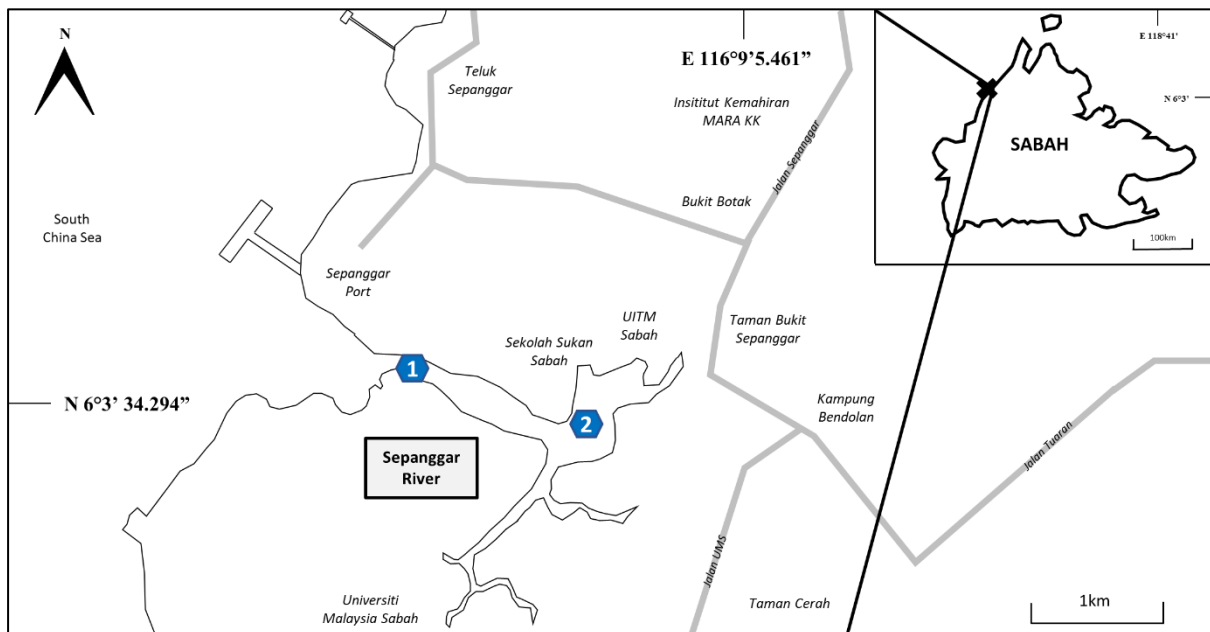 N
E 116°9'5.461”
Teluk
Sepanggar
Insititut Kemahiran
MARA KK
Jalan Sepanggar
Bukit Botak
South
China Sea
Sepanggar
Port
UITM
Sabah
Sekolah Sukan
Sabah
Taman Bukit
Sepanggar
1
2
N 6°3’ 34.294”
Kampung
Bendolan
Sepanggar
River
Jalan Tuaran
Jalan UMS
Universiti
Malaysia Sabah
Taman Cerah
1km
E 118°41'
N 6°3'
SABAH
100km